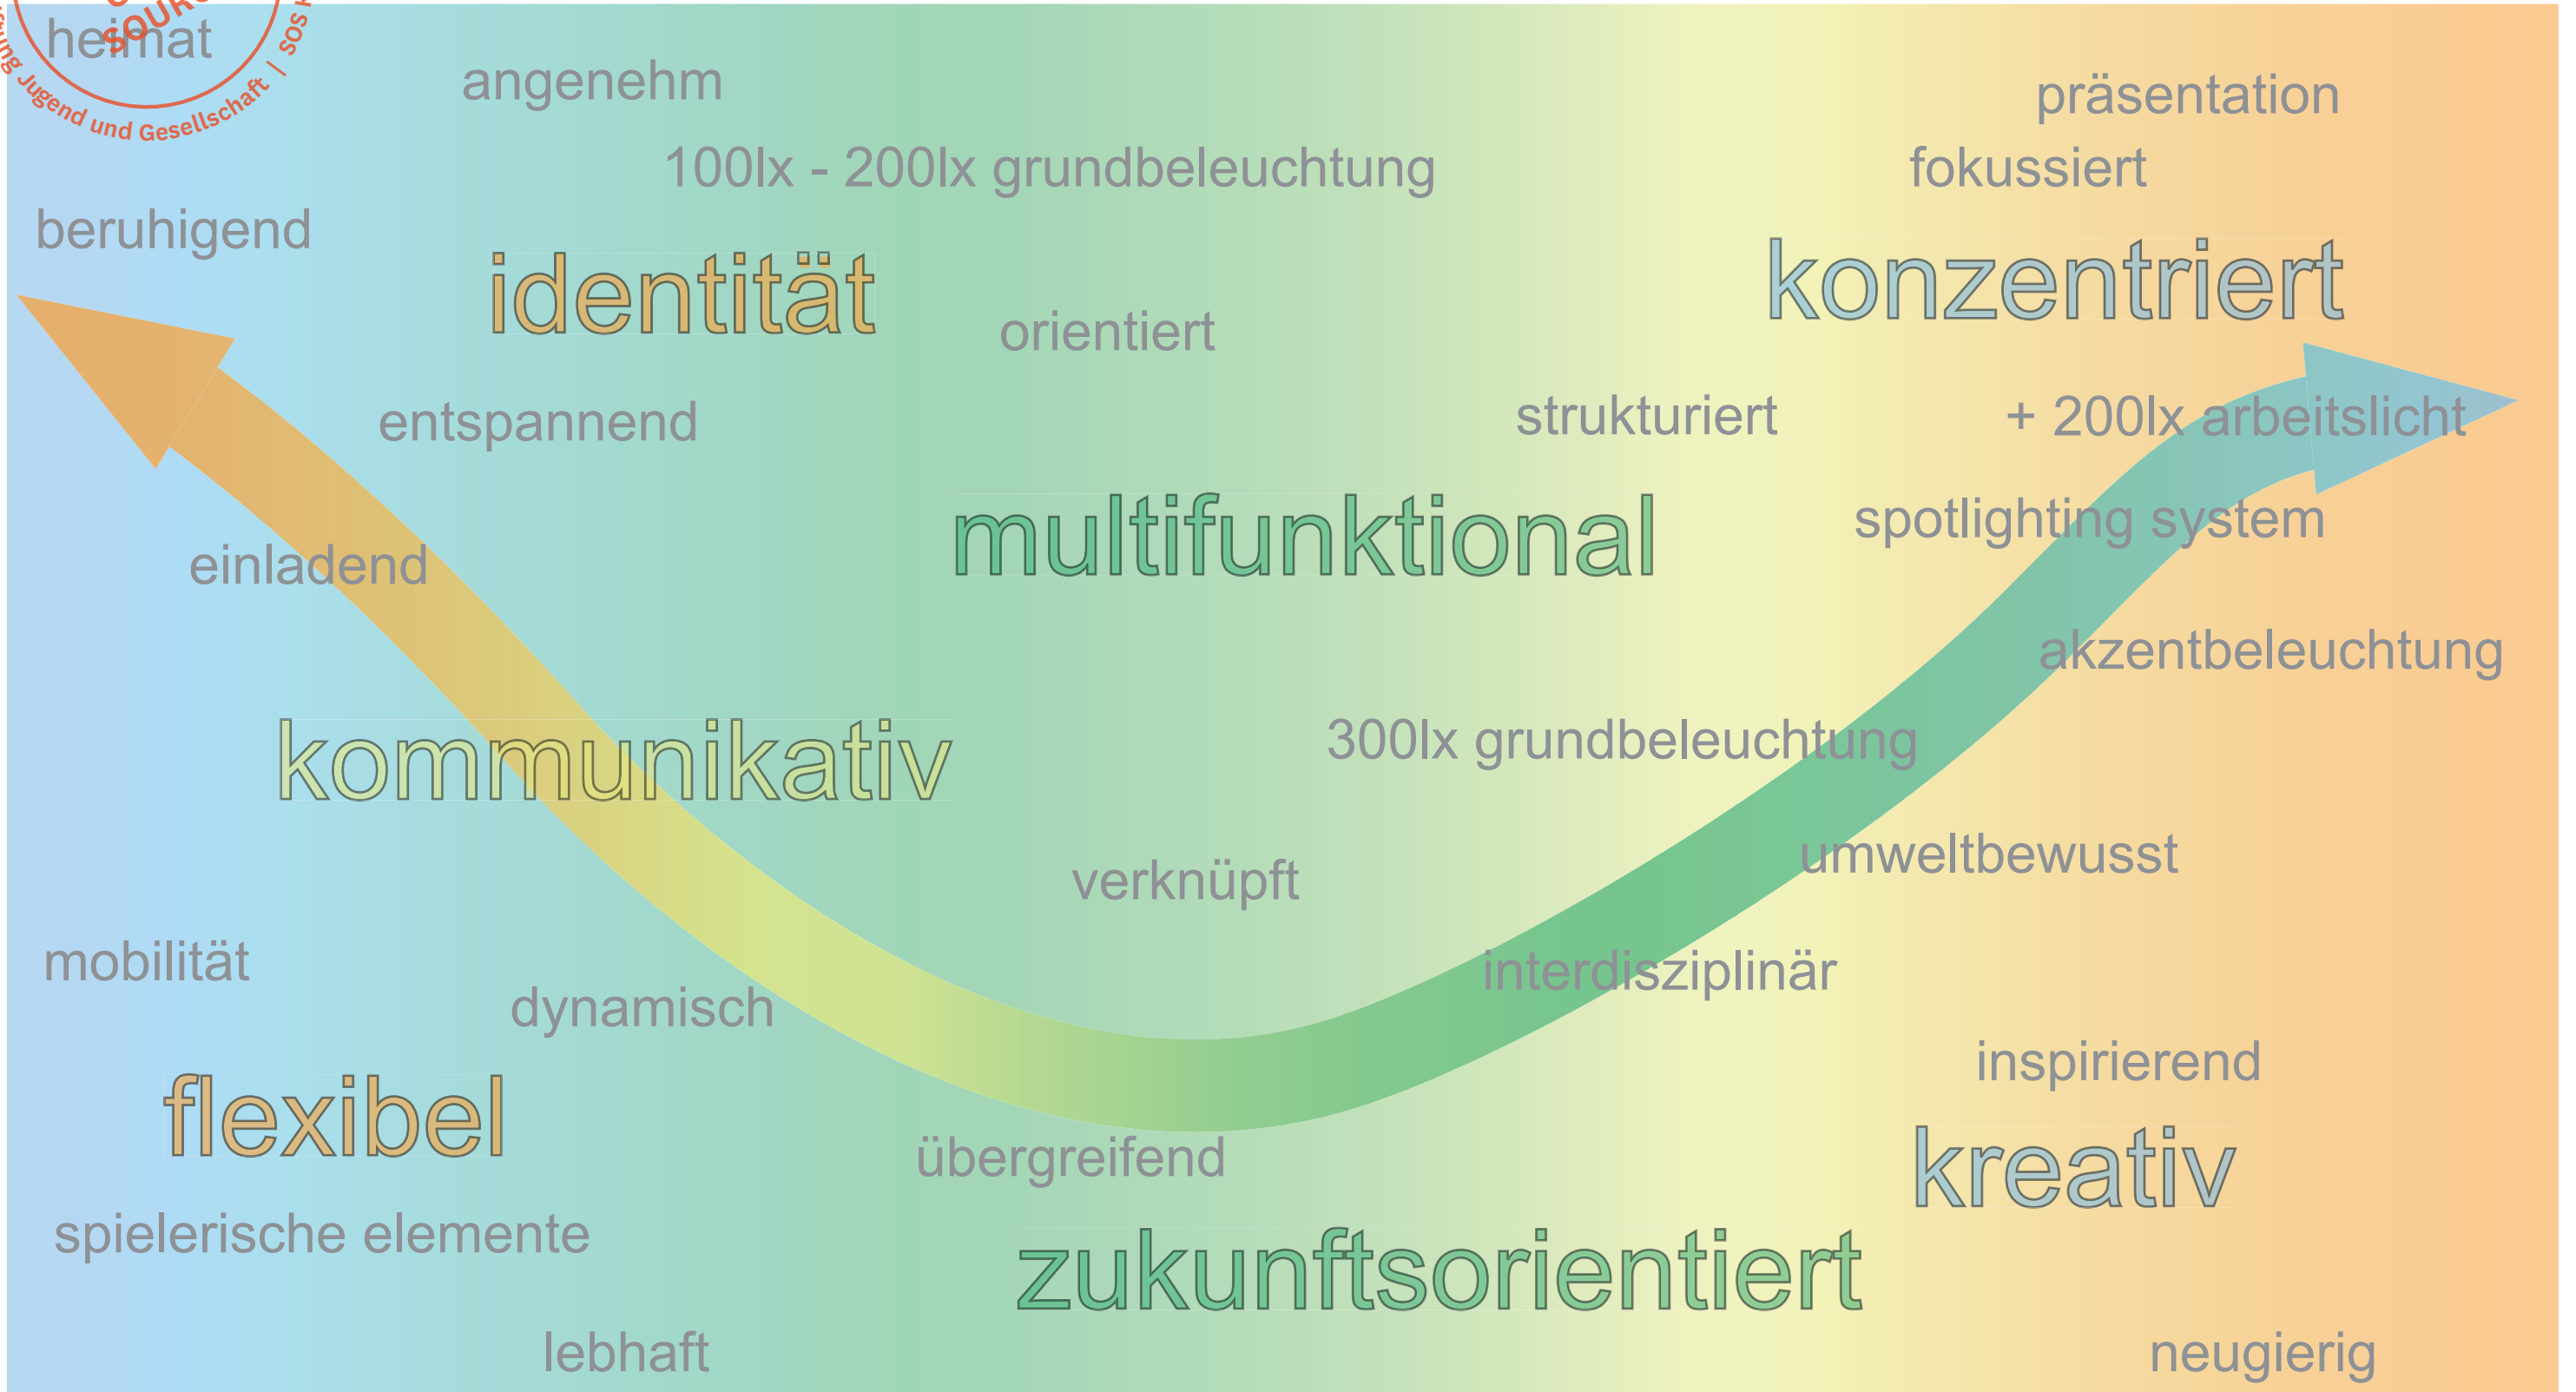 heimat
Jugend und Gesellschaft | SOS
angenehm
präsentation
100lx - 200lx grundbeleuchtung
fokussiert
beruhigend
identität
konzentriert
orientiert
entspannend
strukturiert
+ 200lx arbeitslicht
multifunktional
spotlighting system
einladend
akzentbeleuchtung
kommunikativ
300lx grundbeleuchtung
verknüpft
umweltbewusst
mobilität
interdisziplinär
dynamisch
inspirierend
flexibel
übergreifend
kreativ
spielerische elemente
zukunftsorientiert
lebhaft
neugierig